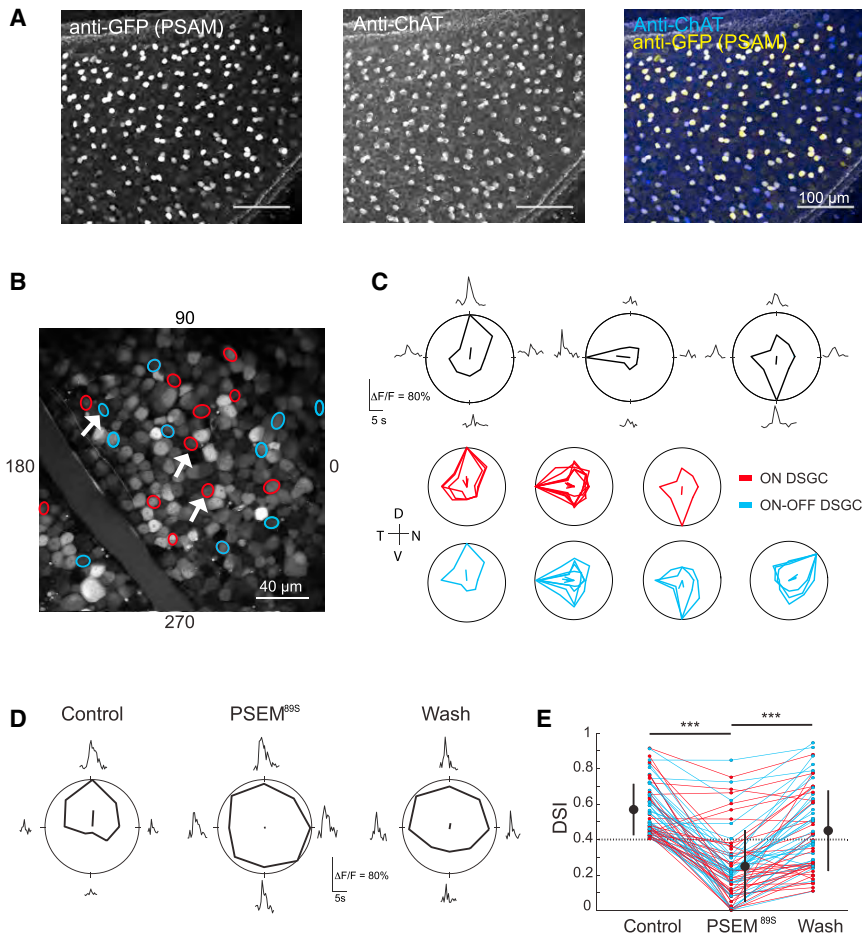 A
anti-GFP (PSAM)
Anti-ChAT
Anti-ChAT
anti-GFP (PSAM)
100 µm
B
90
180
0
270
40 µm
C
ΔF/F = 80%
5 s
ON DSGC
ON-OFF DSGC
D
T N
V
D
Control
PSEM89S
Wash
ΔF/F = 80%
5s
E
***
***
1
0.8
0.6
0.4
0.2
0
DSI
Control
PSEM 89S
Wash